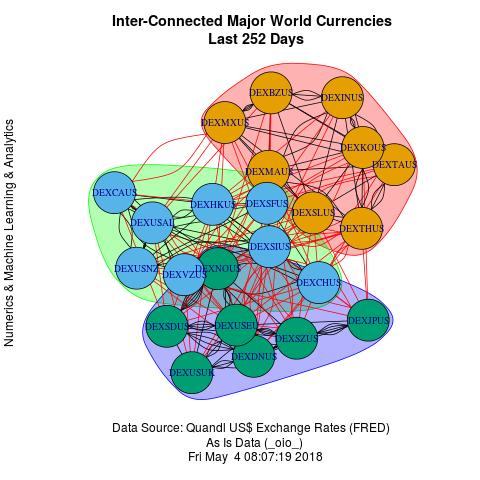 Inter-Connected Major World Currencies
Last 252 Days
Numerics & Machine Learning & Analytics
DEXBZUS
DEXINUS
DEXMXUS
DEXKOUS
DEXTAUS
DEXMAUS
DEXCAUS
DEXHKUS
DEXSFUS
DEXSLUS
DEXUSAL
DEXTHUS
DEXSIUS
DEXUSNZ
DEXVZUS
DEXNOUS
DEXCHUS
DEXSDUS
DEXUSEU
DEXJPUS
DEXSZUS
DEXDNUS
DEXUSUK
Data Source: Quandl US$ Exchange Rates (FRED)
As Is Data (_oio_)
Fri May  4 08:07:19 2018